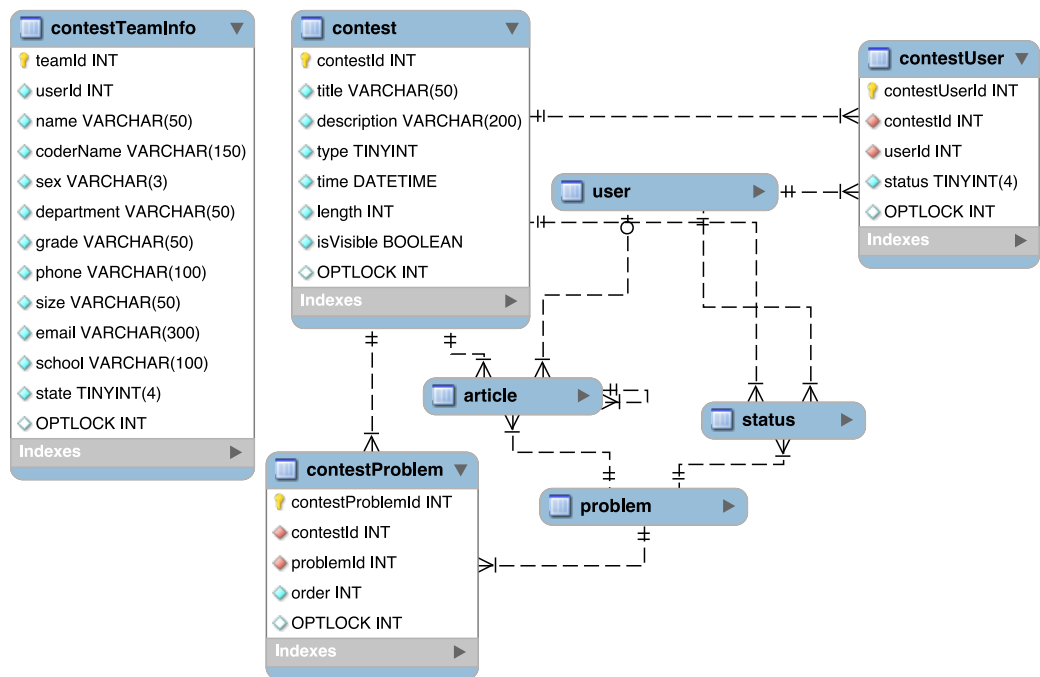 contestTeamInfo
teamId INT
userId INT
name VARCHAR(50)
coderName VARCHAR(150)
sex VARCHAR(3)
department VARCHAR(50)
grade VARCHAR(50)
phone VARCHAR(100)
size VARCHAR(50)
email VARCHAR(300)
school VARCHAR(100)
state TINYINT(4)
OPTLOCK INT
Indexes
contest
contestId INT
title VARCHAR(50)
description VARCHAR(200)
type TINYINT
time DATETIME
length INT
isVisible BOOLEAN
OPTLOCK INT
Indexes
contestUser
contestUserId INT
contestId INT
userId INT
status TINYINT(4)
OPTLOCK INT
Indexes
user
article
status
contestProblem
contestProblemId INT
contestId INT
problemId INT
order INT
OPTLOCK INT
Indexes
problem